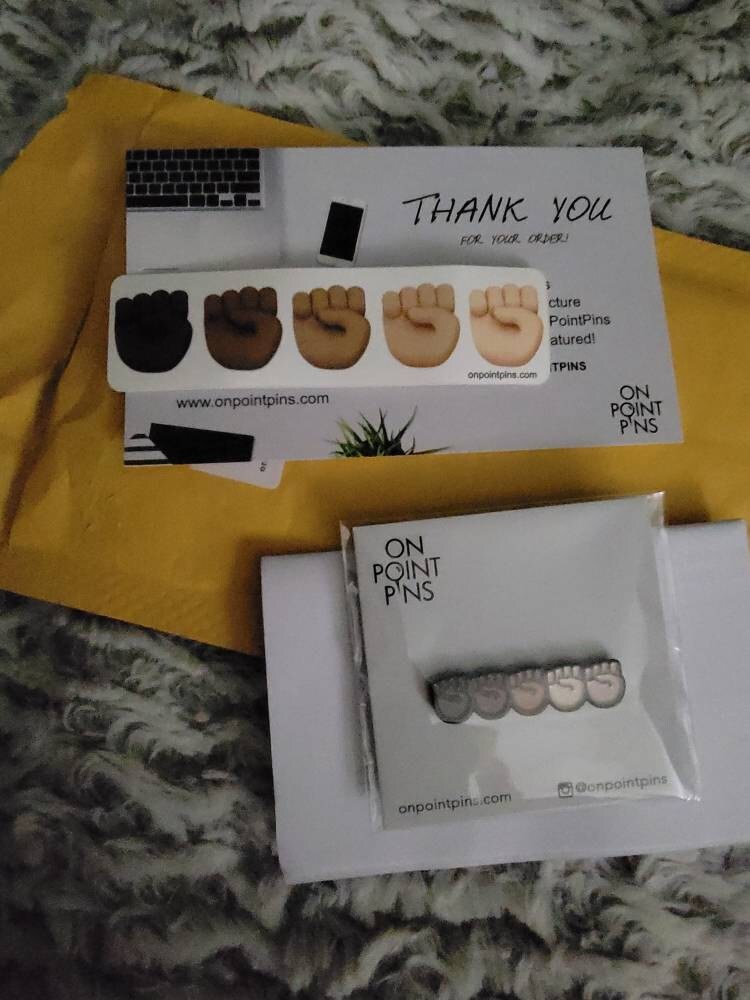 THANK YOU
FOR YOUR ORDER!
s
cture
PointPins
atured!
TPINS
onpointpins.com
www.onpointpins.com
ON
POINT
PINS
ON
POINT
PINS
onpointpins.com
@onpointpins